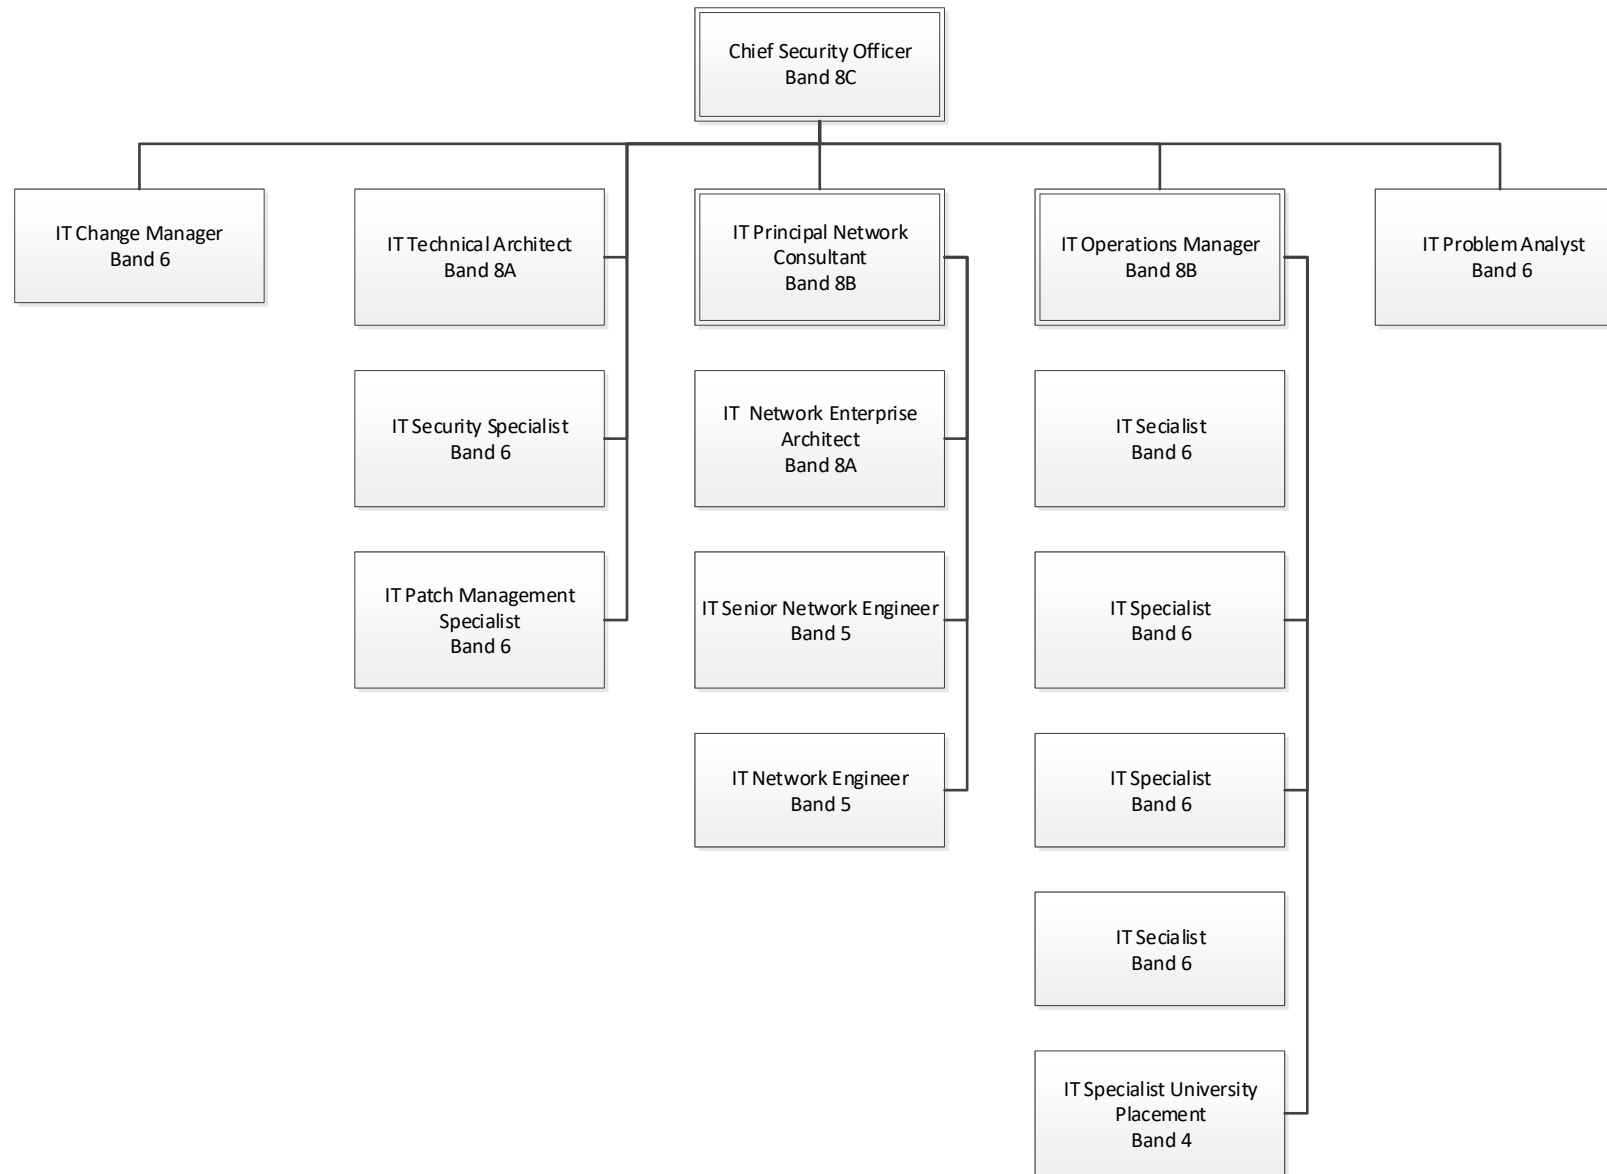 Chief Security Officer
Band 8C
IT Change Manager
Band 6
IT Technical Architect
Band 8A
IT Principal Network
Consultant
Band 8B
IT Operations Manager
Band 8B
IT Problem Analyst
Band 6
IT Security Specialist
Band 6
IT Network Enterprise
Architect
Band 8A
IT Secialist
Band 6
IT Patch Management
Specialist
Band 6
IT Senior Network Engineer
Band 5
IT Specialist
Band 6
IT Network Engineer
Band 5
IT Specialist
Band 6
IT Secialist
Band 6
IT Specialist University
Placement
Band 4